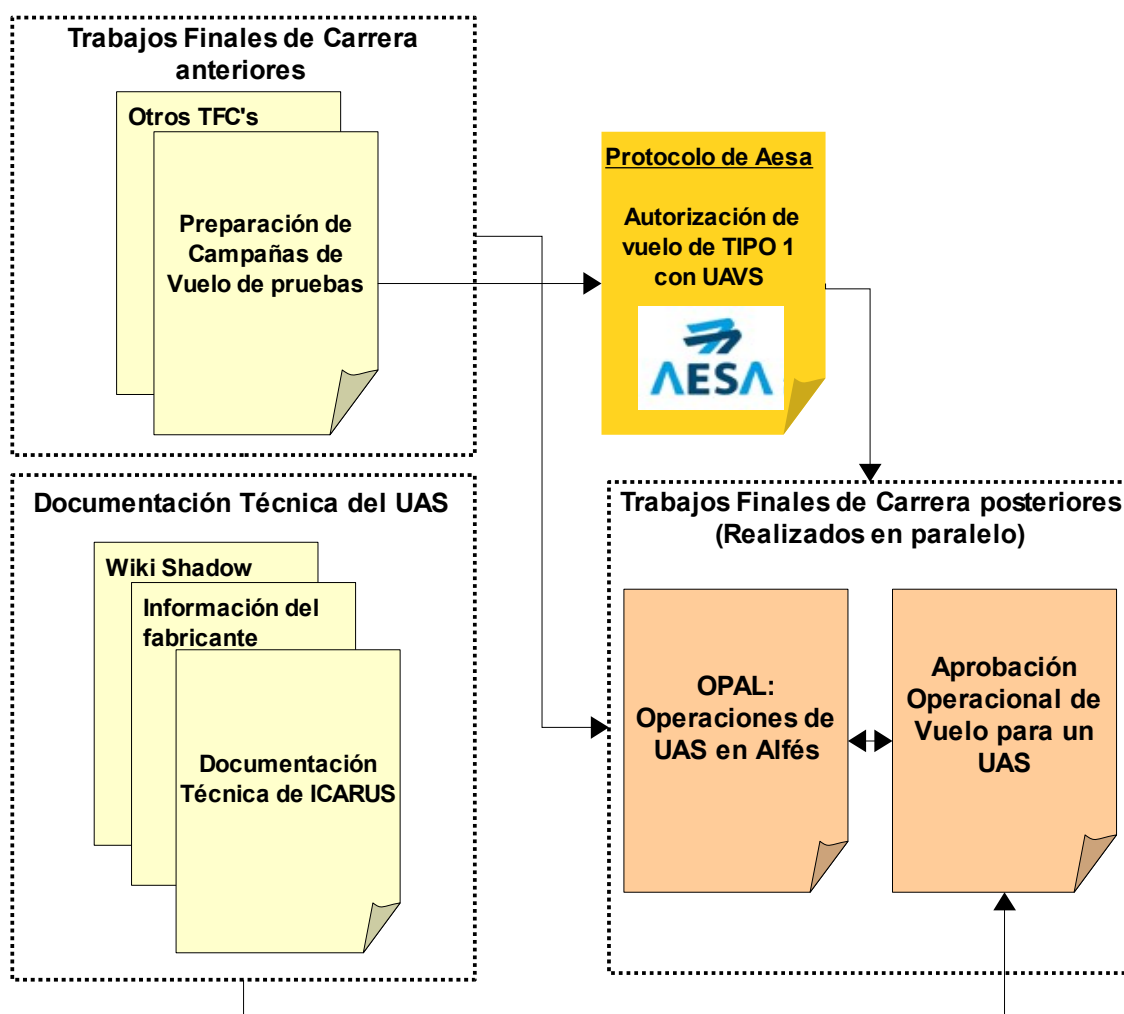 Trabajos Finales de Carrera
anteriores
Otros TFC's
Preparación de
Campañas de
Vuelo de pruebas
Protocolo de Aesa
Autorización de
vuelo de TIPO 1
con UAVS
AESA
Documentación Técnica del UAS
Wiki Shadow
Información del
fabricante
Documentación
Técnica de ICARUS
Trabajos Finales de Carrera posteriores
(Realizados en paralelo)
OPAL:
Operaciones de
UAS en Alfés
Aprobación
Operacional de
Vuelo para un
UAS